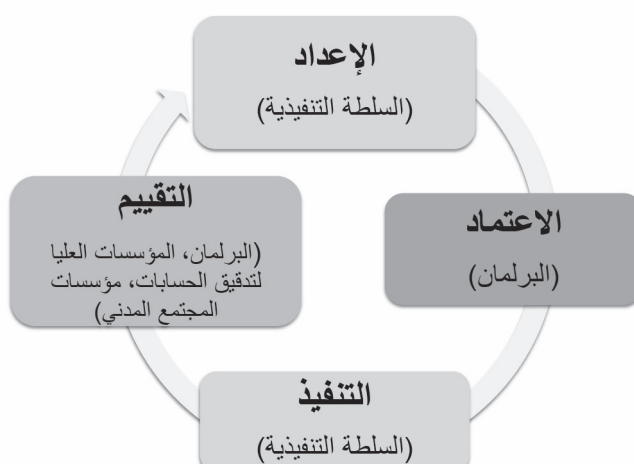 الإعداد
(السلطة التنفيذية)
الاعتماد
(البرلمان)
التنفيذ
(السلطة التنفيذية)
التقييم
(البرلمان، المؤسسات العليا
لتدقيق الحسابات، مؤسسات
المجتمع المدني)